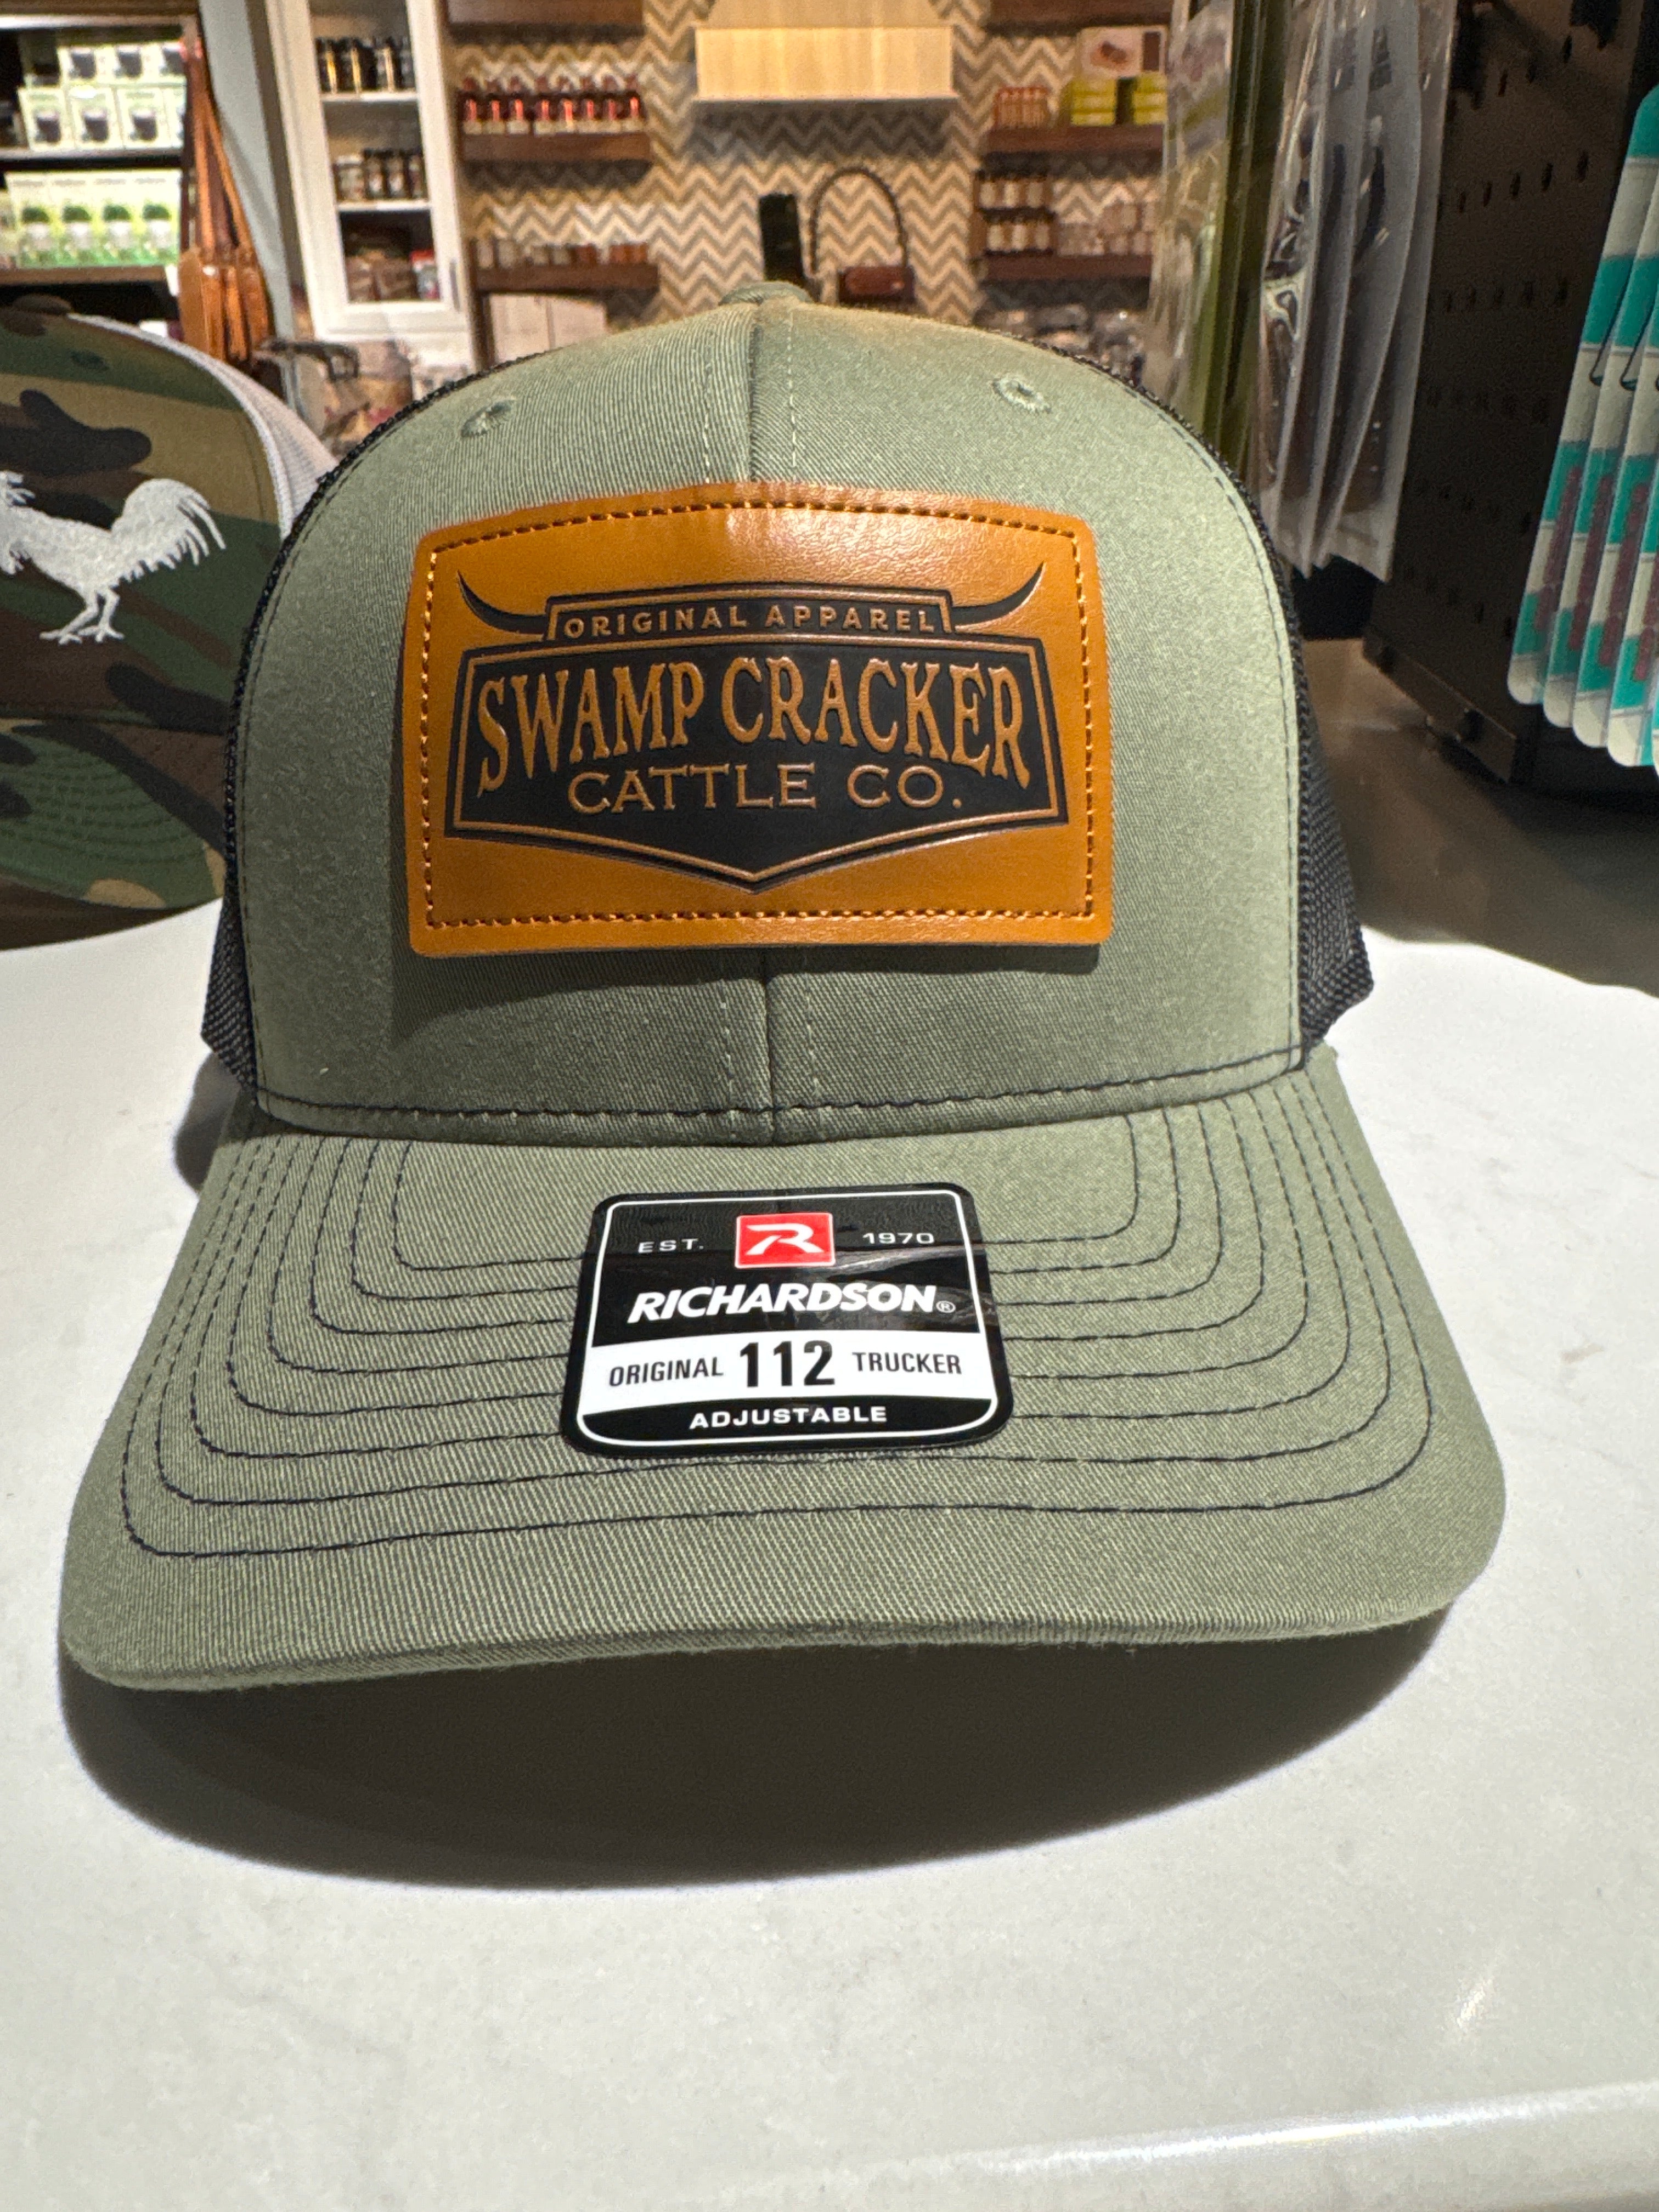 ORIGINAL APPAREL
SWAMP CRACKER
CATTLE CO.
EST. R 1970
RICHARDSON®
ORIGINAL 112 TRUCKER
ADJUSTABLE